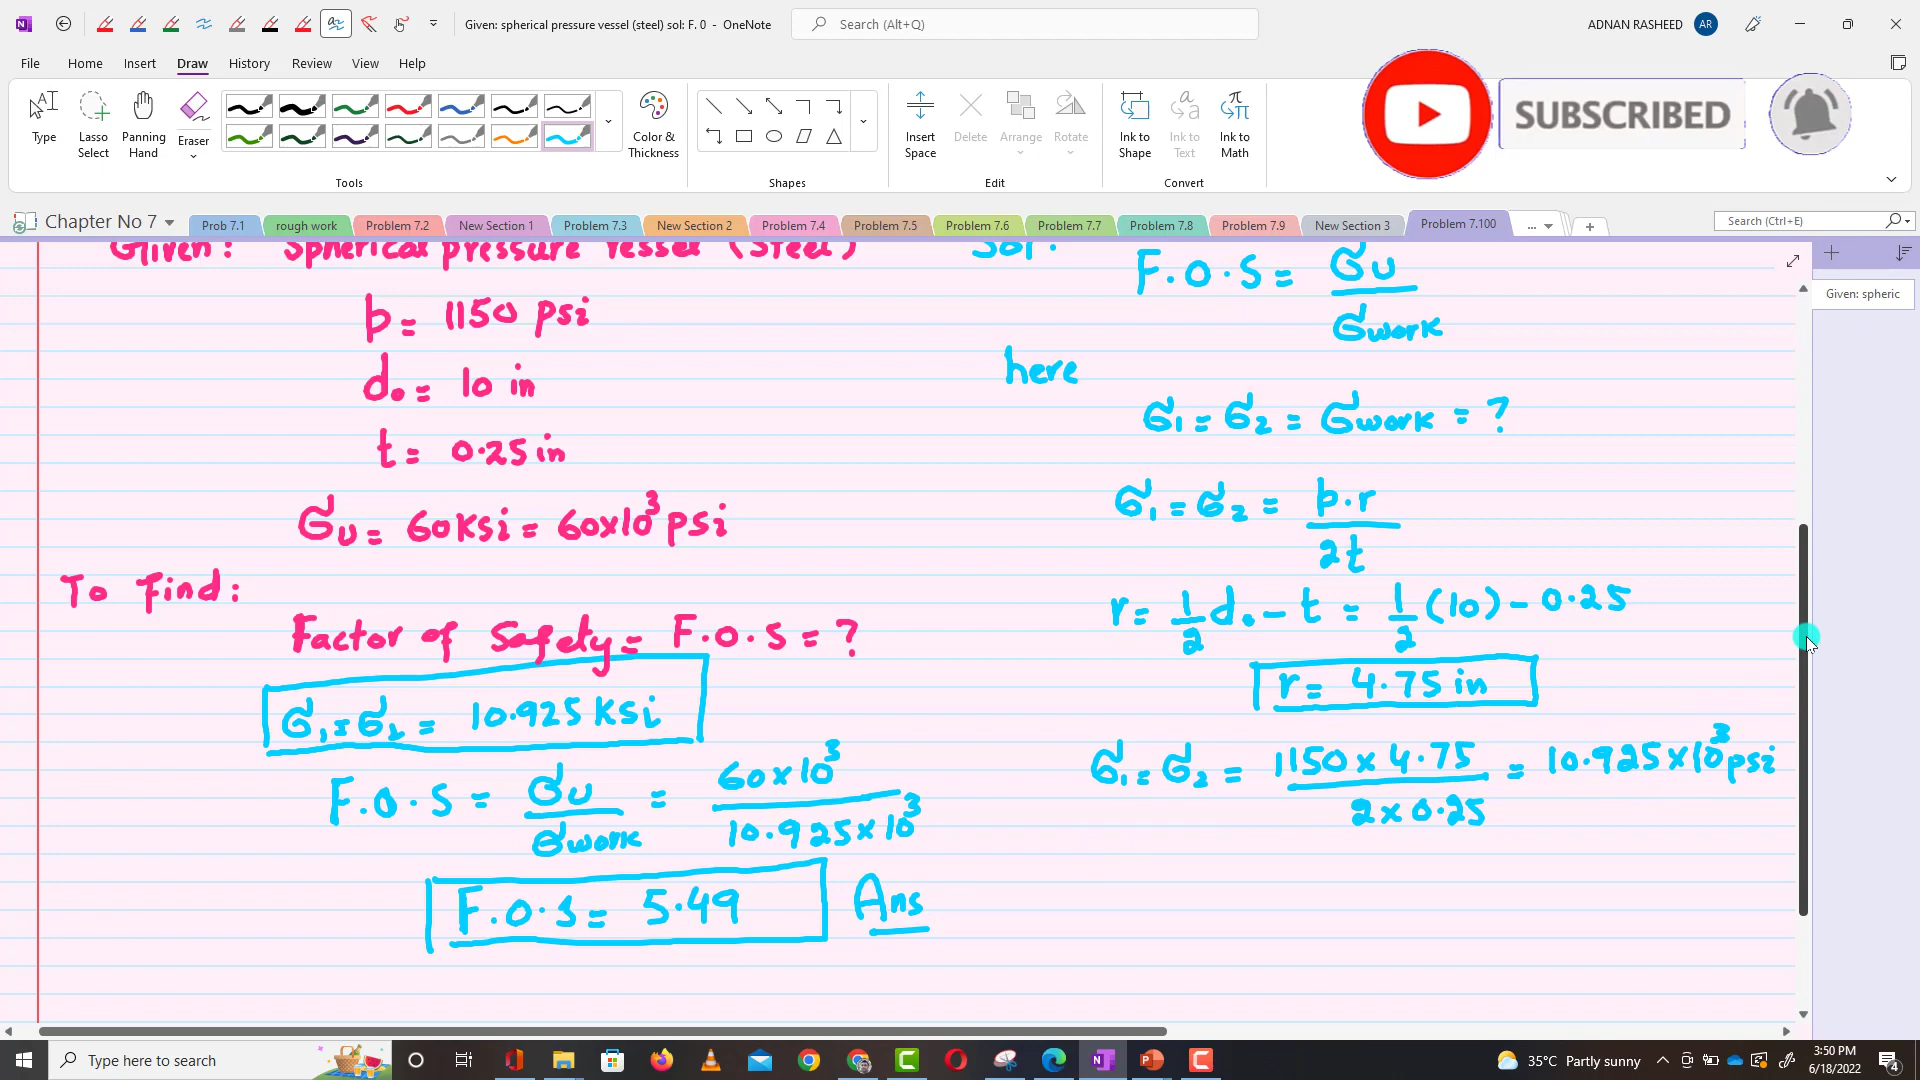 Given: spherical pressure vessel (steel) sol: F. 0 - OneNote
Search (Alt+Q)
ADNAN RASHEED
AR
File Home Insert Draw History Review View Help
SUBSCRIBED
Type
Lasso Select
Panning Hand
Eraser
Color & Thickness
Insert Space
Delete
Arrange
Rotate
Ink to Shape
Ink to Text
Ink to Math
Tools
Shapes
Edit
Convert
Chapter No 7
Prob 7.1
rough work
Problem 7.2
New Section 1
Problem 7.3
New Section 2
Problem 7.4
Problem 7.5
Problem 7.6
Problem 7.7
Problem 7.8
Problem 7.9
New Section 3
Problem 7.100
...
Search (Ctrl+E)
Given: spheric
Given: Spherical pressure vessel (Steel)
p = 1150 psi
d₀ = 10 in
t = 0.25 in
σu = 60 ksi = 60x10³ psi
To Find:
Factor of Safety = F.O.S = ?
σ₁ = σ₂ = 10.925 ksi
F.O.S = σu / σwork = 60x10³ / 10.925x10³
F.O.S = 5.49 Ans
Sol:
F.O.S = σu / σwork
here
σ₁ = σ₂ = σwork = ?
σ₁ = σ₂ = p.r / 2t
r = 1/2 d₀ - t = 1/2 (10) - 0.25
r = 4.75 in
σ₁ = σ₂ = 1150 x 4.75 / 2 x 0.25 = 10.925x10³ psi
Type here to search
35°C Partly sunny
3:50 PM
6/18/2022
4